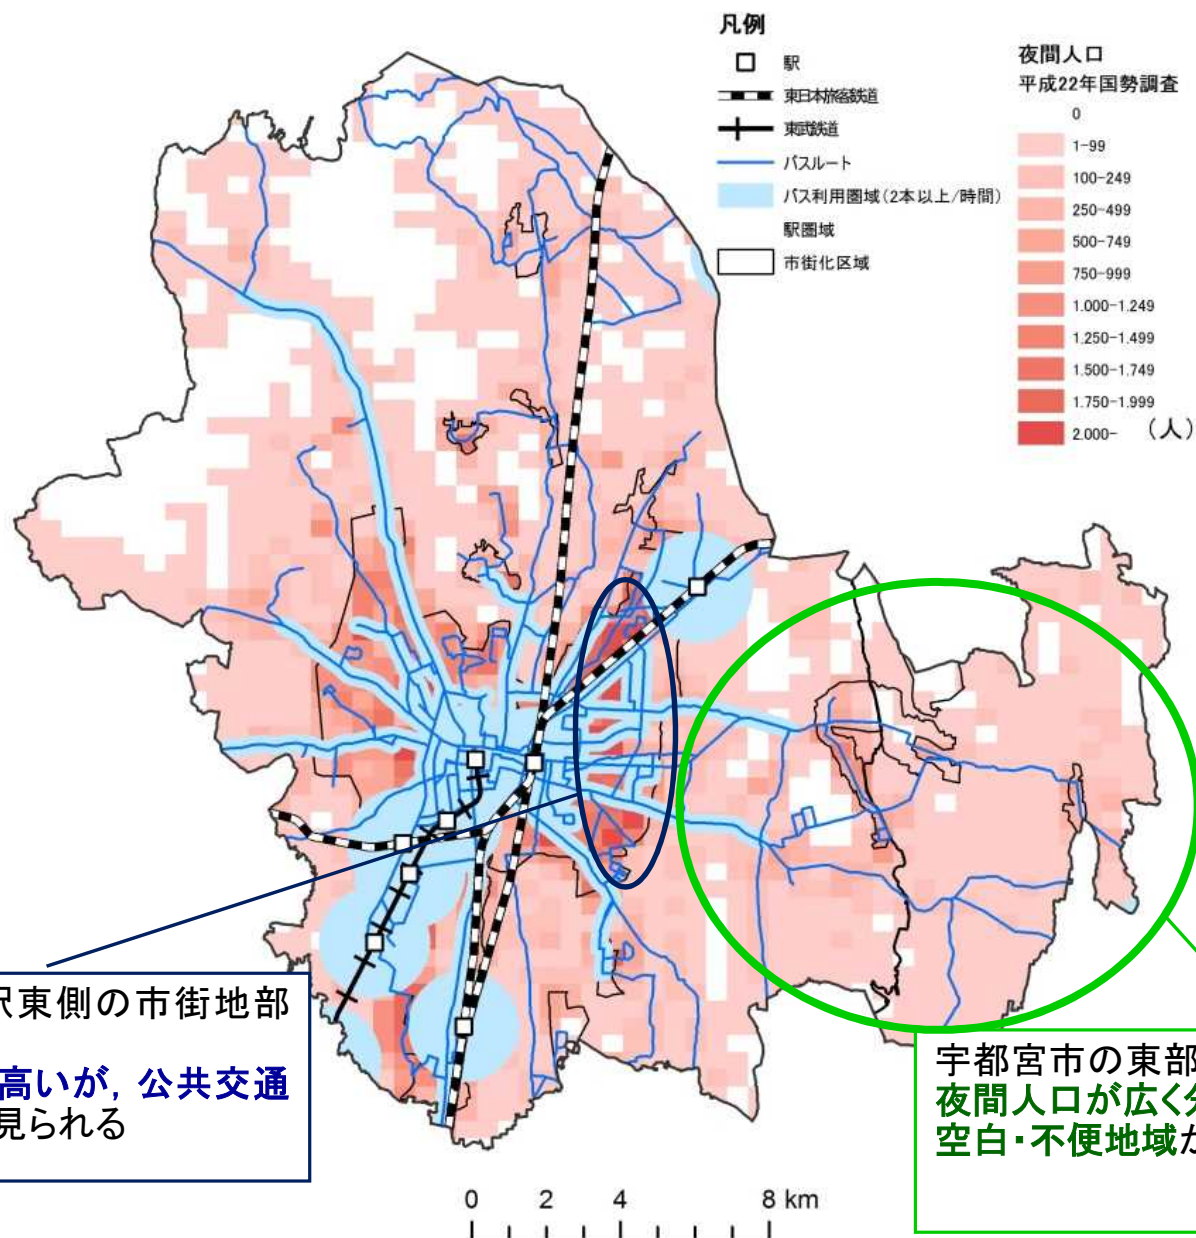 凡例
駅
東日本旅客鉄道
東武鉄道
バスルート
バス利用圏域(2本以上/時間)
駅圏域
市街化区域
夜間人口
平成22年国勢調査
0
1-99
100-249
250-499
500-749
750-999
1.000-1.249
1.250-1.499
1.500-1.749
1.750-1.999
2.000- (人)
駅東側の市街地部
高いが，公共交通
見られる
宇都宮市の東部
夜間人口が広く分
空白・不便地域が
0 2 4 8 km